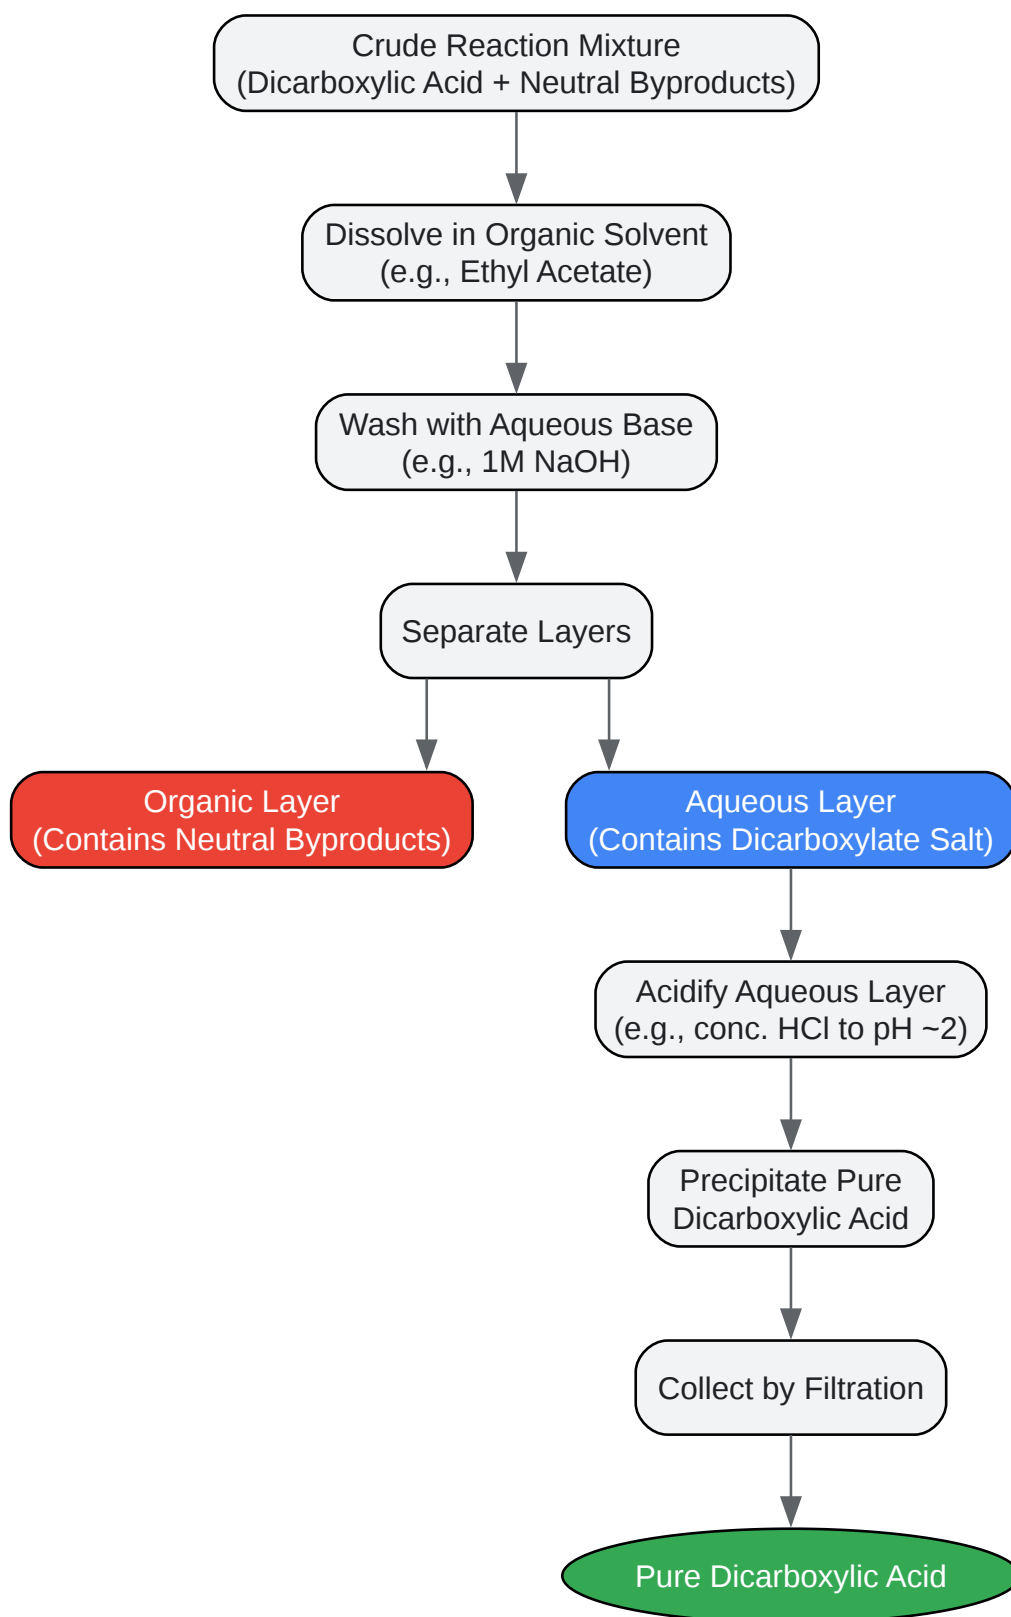 Crude Reaction Mixture
(Dicarboxylic Acid + Neutral Byproducts)
Dissolve in Organic Solvent
(e.g., Ethyl Acetate)
Wash with Aqueous Base
(e.g., 1M NaOH)
Separate Layers
Organic Layer
(Contains Neutral Byproducts)
Aqueous Layer
(Contains Dicarboxylate Salt)
Acidify Aqueous Layer
(e.g., conc. HCl to pH ~2)
Precipitate Pure
Dicarboxylic Acid
Collect by Filtration
Pure Dicarboxylic Acid